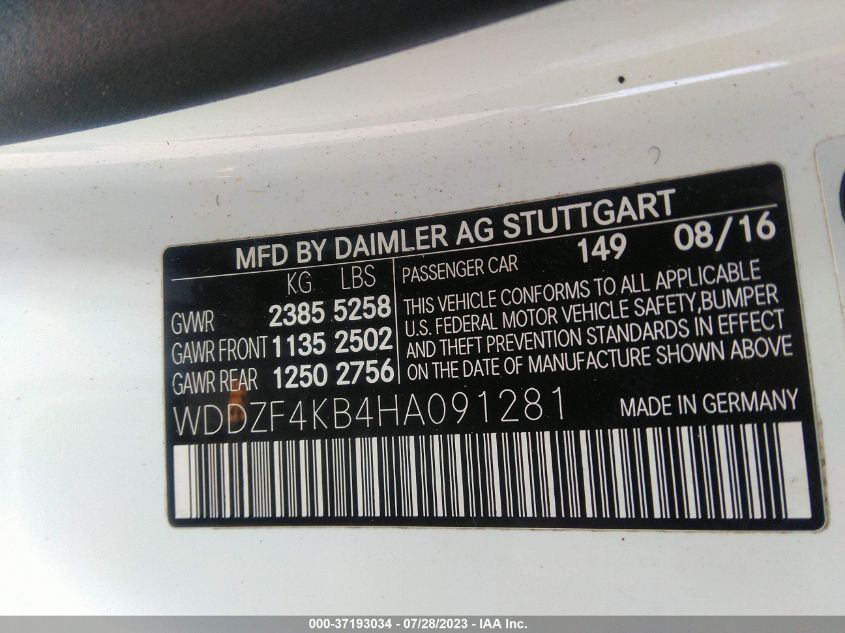 MFD BY DAIMLER AG STUTTGART
KG LBS
GVWR 2385 5258
GAWR FRONT 1135 2502
GAWR REAR 1250 2756
PASSENGER CAR 149 08/16
THIS VEHICLE CONFORMS TO ALL APPLICABLE
U.S. FEDERAL MOTOR VEHICLE SAFETY,BUMPER
AND THEFT PREVENTION STANDARDS IN EFFECT
ON THE DATE OF MANUFACTURE SHOWN ABOVE
WDDZF4KB4HA091281 MADE IN GERMANY
000-37193034 / 07/28/2023 - IAA Inc.